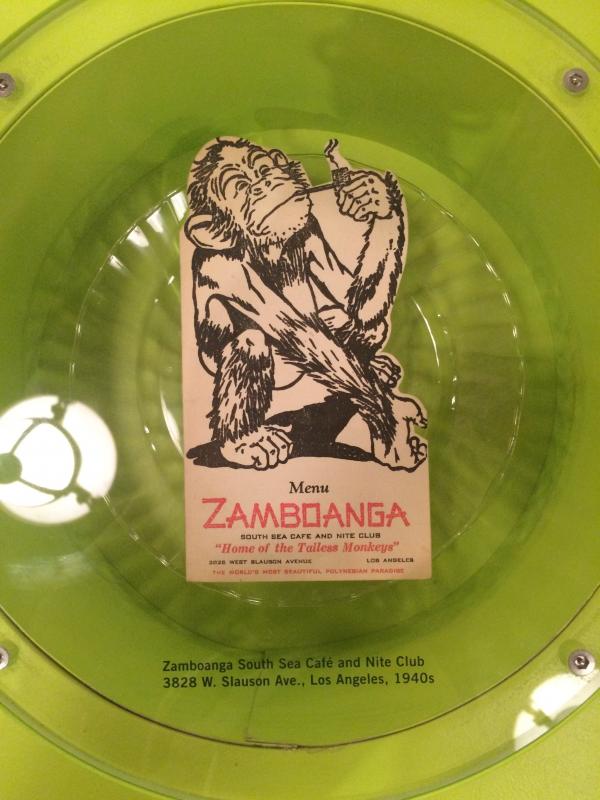 Menu
ZAMBOANGA
SOUTH SEA CAFE AND NITE CLUB
"Home of the Tailess Monkeys"
3828 WEST SLAUSON AVENUE LOS ANGELES
THE WORLD'S MOST BEAUTIFUL POLYNESIAN PARADISE
Zamboanga South Sea Café and Nite Club
3828 W. Slauson Ave., Los Angeles, 1940s